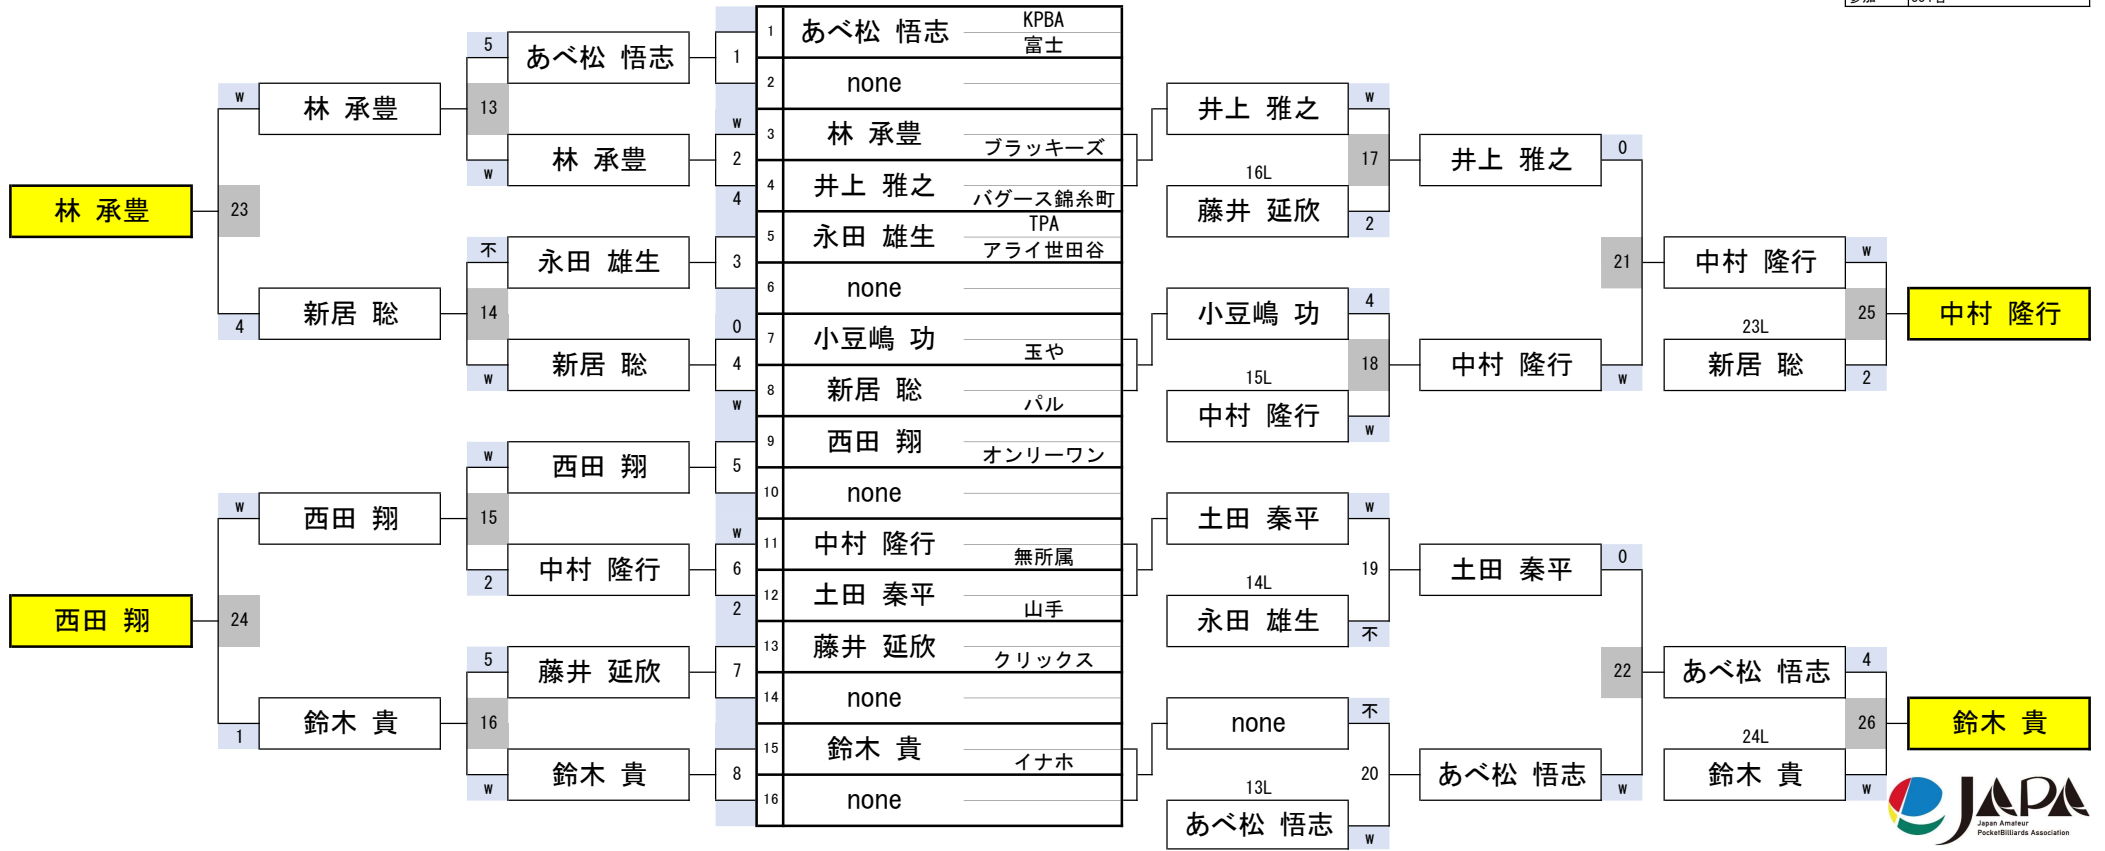 参加
1 あべ松 悟志 KPBA
富士
2 none
3 林 承豊
ブラッキーズ
4 井上 雅之
バグース錦糸町
5 永田 雄生 TPA
アライ世田谷
6 none
7 小豆嶋 功
玉や
8 新居 聡
パル
9 西田 翔
オンリーワン
10 none
11 中村 隆行
無所属
12 土田 秦平
山手
13 藤井 延欣
クリックス
14 none
15 鈴木 貴
イナホ
16 none
5 あべ松 悟志 1
W 林 承豊 13
W
W 林 承豊 2
4
林 承豊 23
不 永田 雄生 3
4 新居 聡 14
0
W 新居 聡 4
W
W 西田 翔 5
W 西田 翔 15
W
2 中村 隆行 6
2
西田 翔 24
5 藤井 延欣 7
1 鈴木 貴 16
W 鈴木 貴 8
井上 雅之 W
17 井上 雅之 0
16L
藤井 延欣 2
21 中村 隆行 W
小豆嶋 功 4
25 中村 隆行
18 中村 隆行 W
23L
新居 聡 2
15L
中村 隆行 W
土田 秦平 W
19 土田 秦平 0
14L
永田 雄生 不
22 あべ松 悟志 4
none 不
26 鈴木 貴
20 あべ松 悟志 W
24L
鈴木 貴 W
13L
あべ松 悟志 W
JAPA
Japan Amateur
PocketBilliards Association